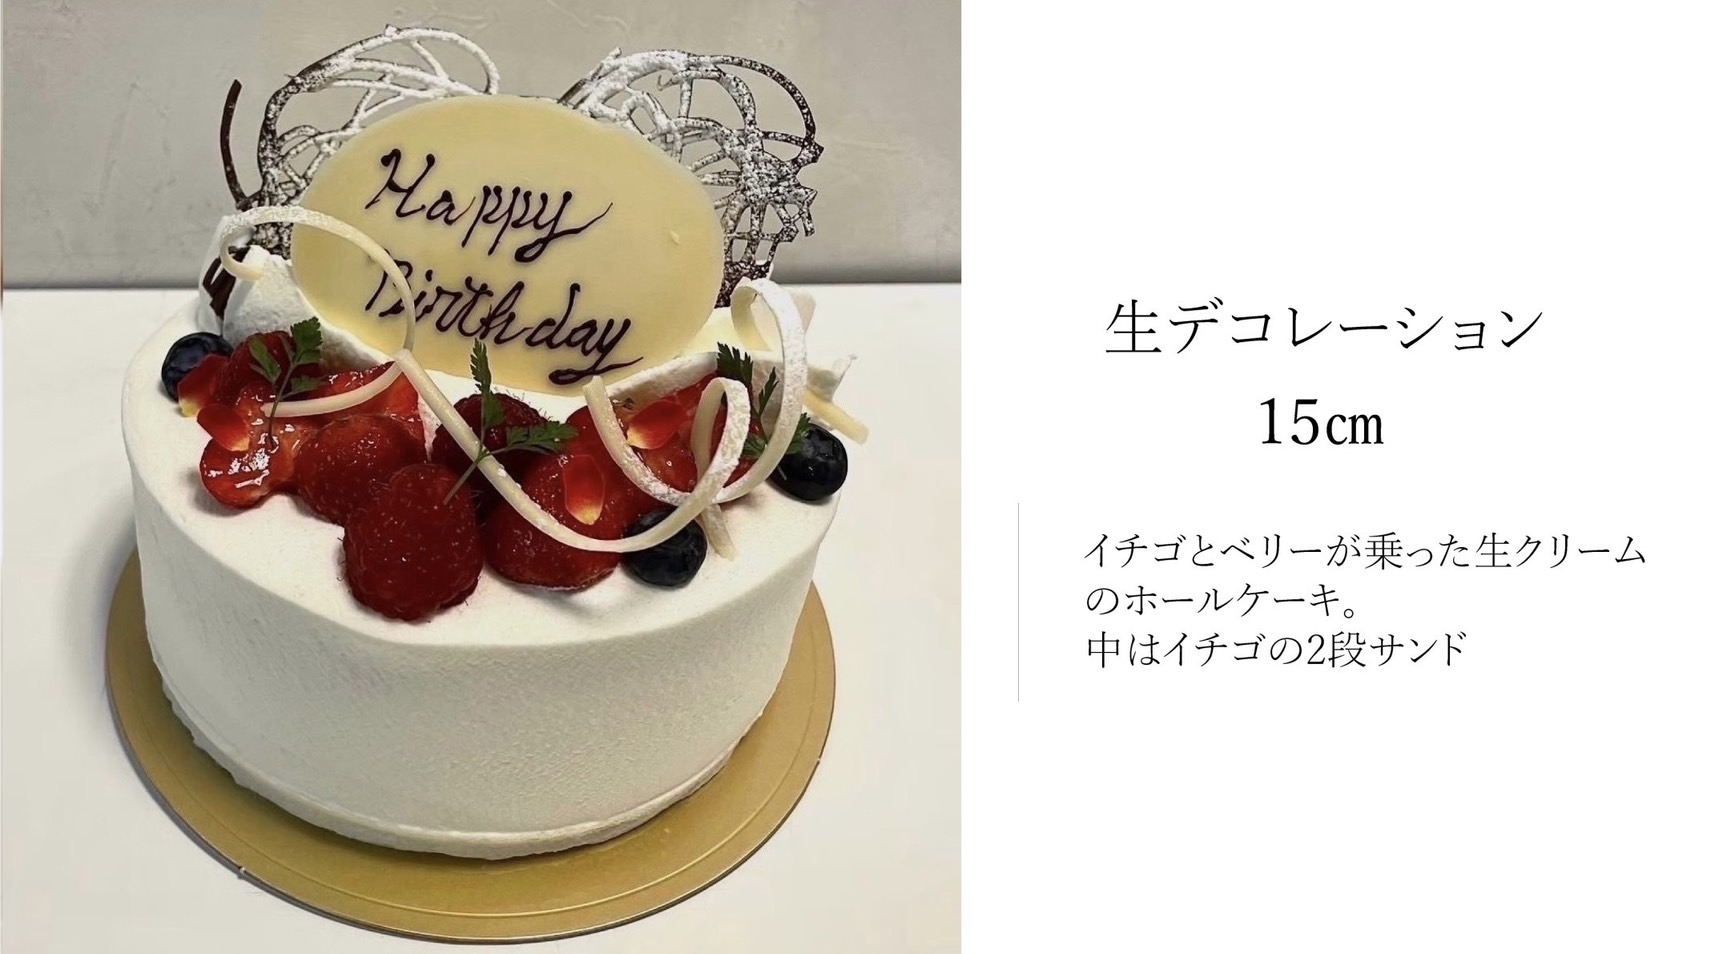 Happy
Birthday
生デコレーション
15㎝
イチゴとベリーが乗った生クリーム
のホールケーキ。
中はイチゴの2段サンド